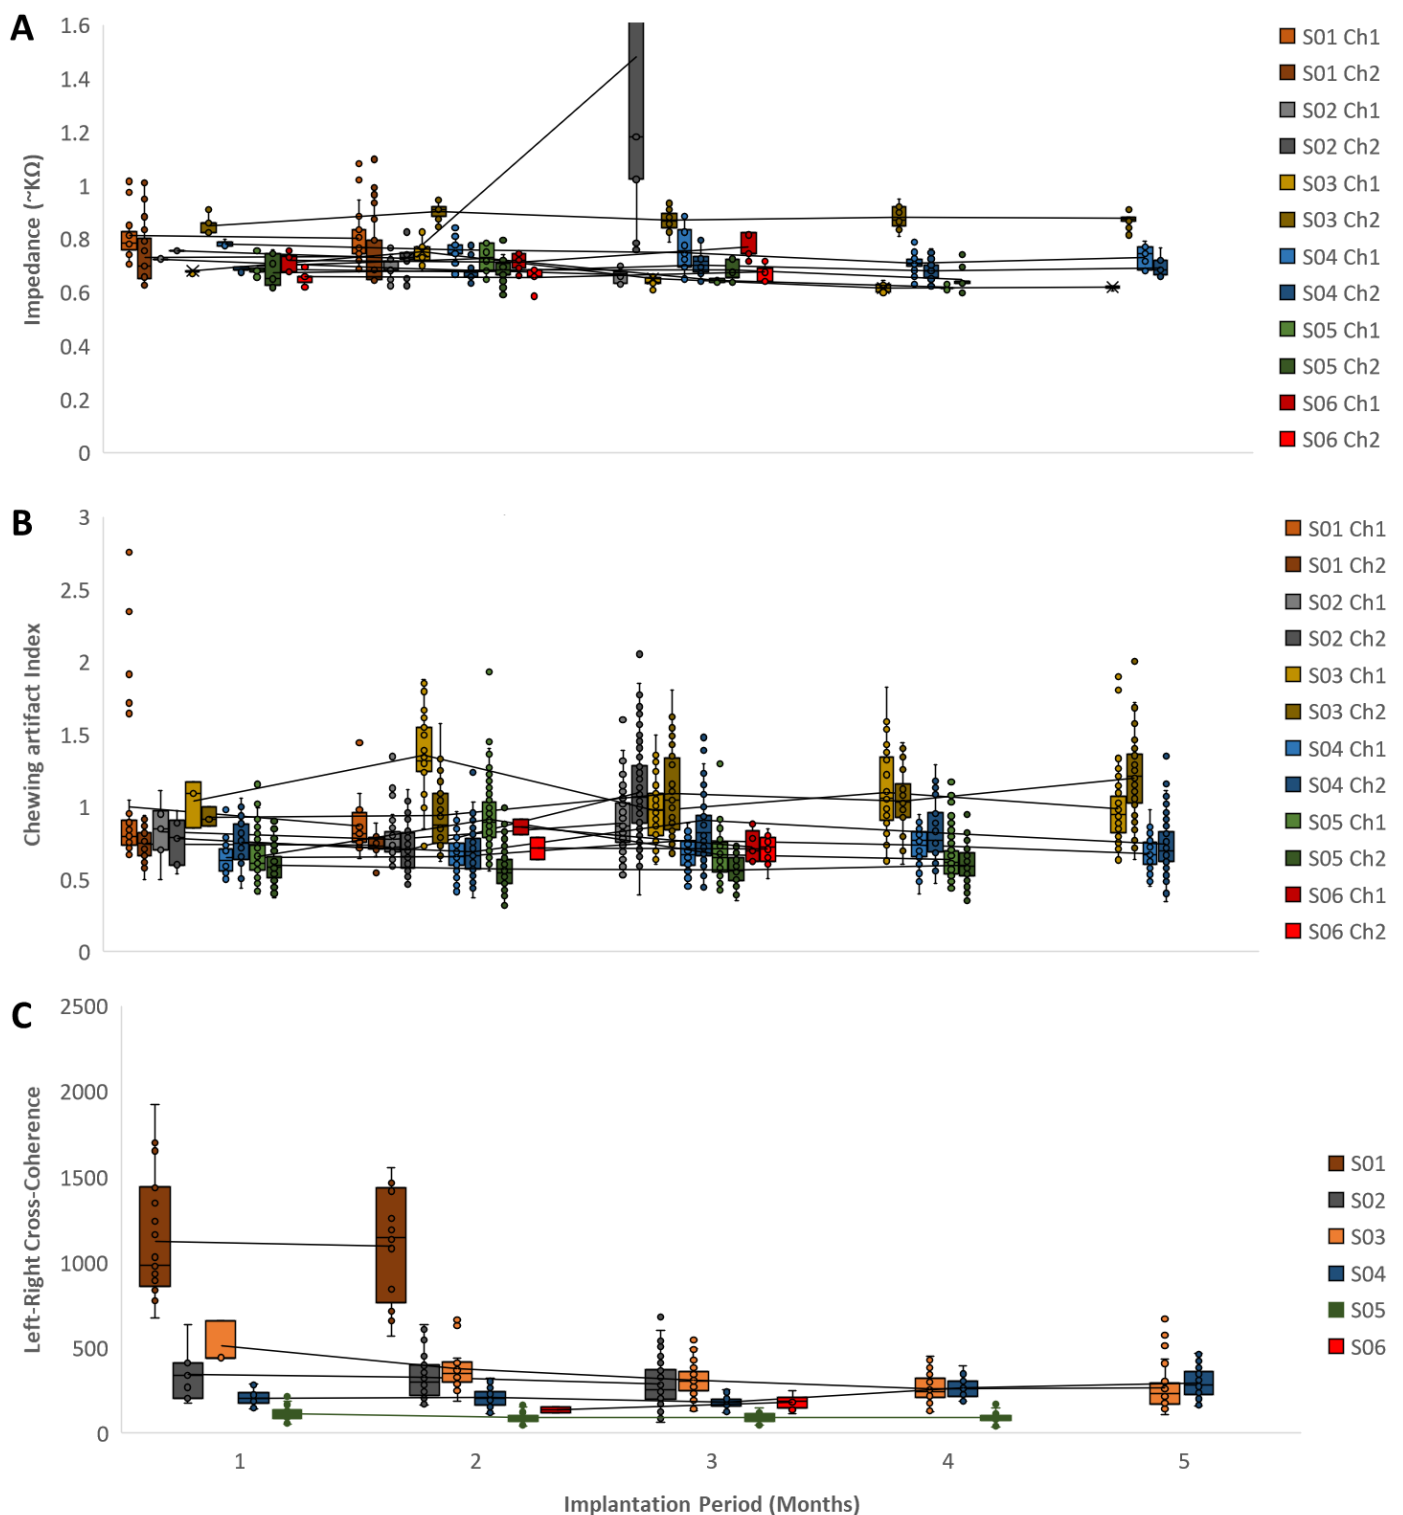 A
Impedance (~KΩ)
1.6
1.4
1.2
1
0.8
0.6
0.4
0.2
0
S01 Ch1
S01 Ch2
S02 Ch1
S02 Ch2
S03 Ch1
S03 Ch2
S04 Ch1
S04 Ch2
S05 Ch1
S05 Ch2
S06 Ch1
S06 Ch2
B
Chewing artifact Index
3
2.5
2
1.5
1
0.5
0
S01 Ch1
S01 Ch2
S02 Ch1
S02 Ch2
S03 Ch1
S03 Ch2
S04 Ch1
S04 Ch2
S05 Ch1
S05 Ch2
S06 Ch1
S06 Ch2
C
Left-Right Cross-Coherence
2500
2000
1500
1000
500
0
S01
S02
S03
S04
S05
S06
1 2 3 4 5
Implantation Period (Months)